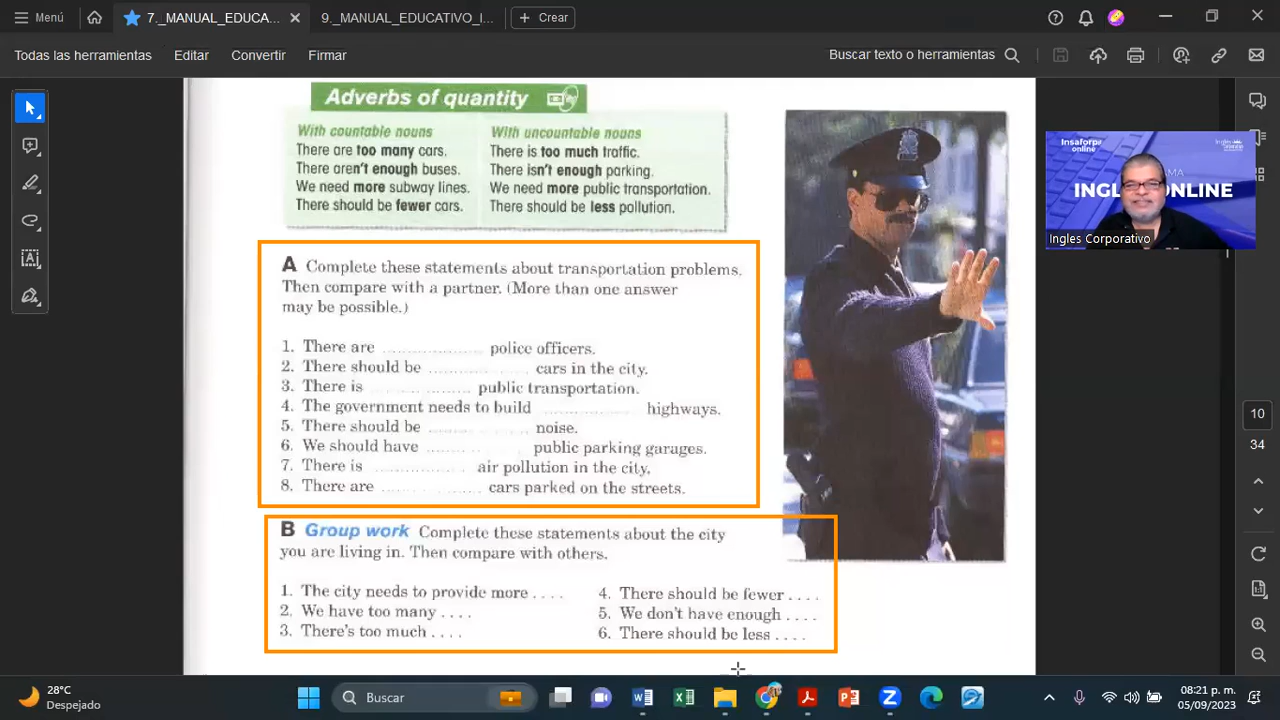 Menú
7._MANUAL_EDUCA...
9._MANUAL_EDUCATIVO_I...
Crear
Todas las herramientas
Editar
Convertir
Firmar
Buscar texto o herramientas
Adverbs of quantity
With countable nouns
There are too many cars.
There aren't enough buses.
We need more subway lines.
There should be fewer cars.
With uncountable nouns
There is too much traffic.
There isn't enough parking.
We need more public transportation.
There should be less pollution.
A Complete these statements about transportation problems.
Then compare with a partner. (More than one answer
may be possible.)
1. There are .................. police officers.
2. There should be .................. cars in the city.
3. There is .................. public transportation.
4. The government needs to build .................. highways.
5. There should be .................. noise.
6. We should have .................. public parking garages.
7. There is .................. air pollution in the city.
8. There are .................. cars parked on the streets.
B Group work Complete these statements about the city
you are living in. Then compare with others.
1. The city needs to provide more . . . .
2. We have too many . . . .
3. There's too much . . . .
4. There should be fewer . . . .
5. We don't have enough . . . .
6. There should be less . . . .
Insaforp
online
INGL ONLINE
Ingles Corporativo
10
34
28°C
Despejado
Buscar
08:21 p. m.
05/09/2023